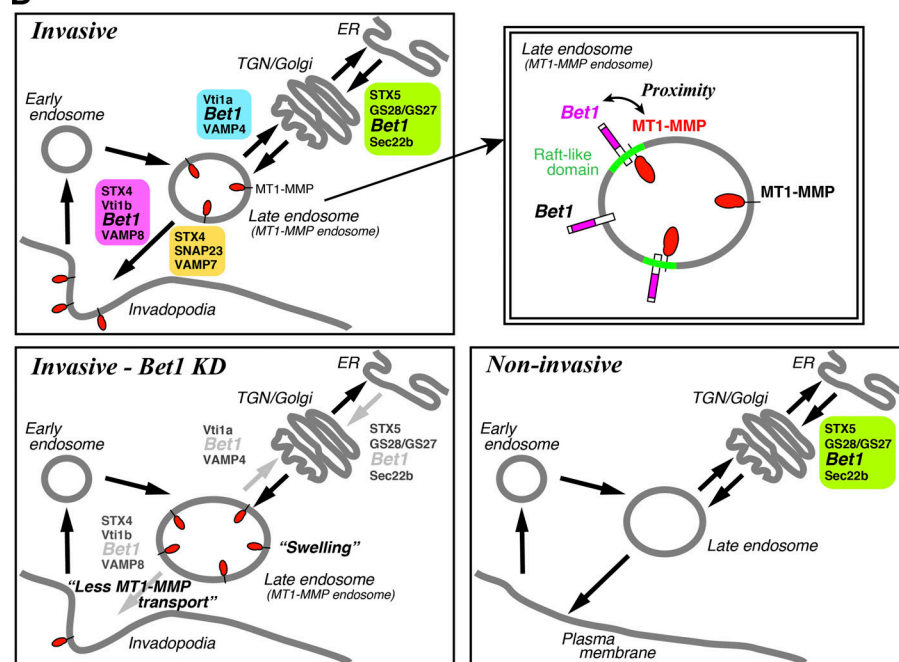 Invasive
ER
TGN/Golgi
Early
endosome
Vti1a
Bet1
VAMP4
STX5
GS28/GS27
Bet1
Sec22b
STX4
Vti1b
Bet1
VAMP8
MT1-MMP
Late endosome
(MT1-MMP endosome)
STX4
SNAP23
VAMP7
Invadopodia
Late endosome
(MT1-MMP endosome)
Proximity
Bet1
MT1-MMP
Raft-like
domain
MT1-MMP
Bet1
Invasive - Bet1 KD
ER
TGN/Golgi
Early
endosome
Vti1a
Bet1
VAMP4
STX5
GS28/GS27
Bet1
Sec22b
STX4
Vti1b
Bet1
VAMP8
"Swelling"
"Less MT1-MMP
transport"
Late endosome
(MT1-MMP endosome)
Invadopodia
Non-invasive
ER
TGN/Golgi
Early
endosome
STX5
GS28/GS27
Bet1
Sec22b
Late endosome
Plasma
membrane